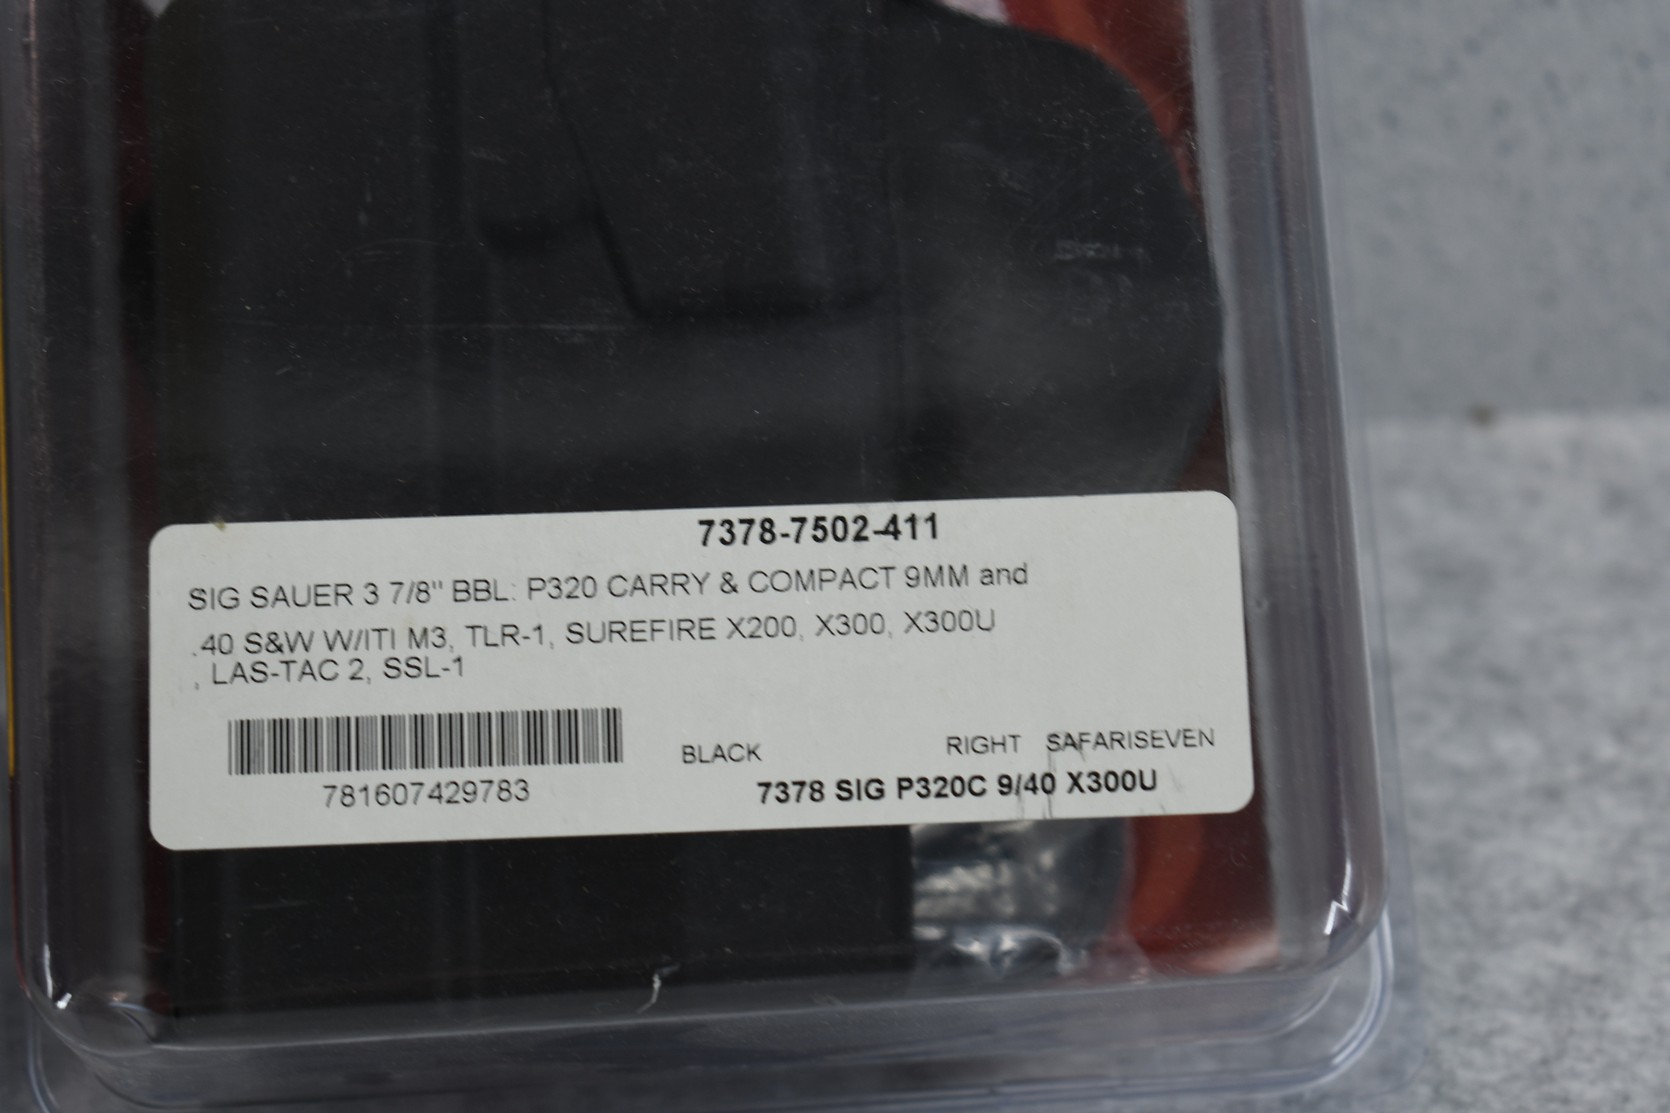 7378-7502-411
SIG SAUER 3 7/8" BBL: P320 CARRY & COMPACT 9MM and
.40 S&W W/ITI M3, TLR-1, SUREFIRE X200, X300, X300U
, LAS-TAC 2, SSL-1
BLACK RIGHT SAFARISEVEN
781607429783 7378 SIG P320C 9/40 X300U